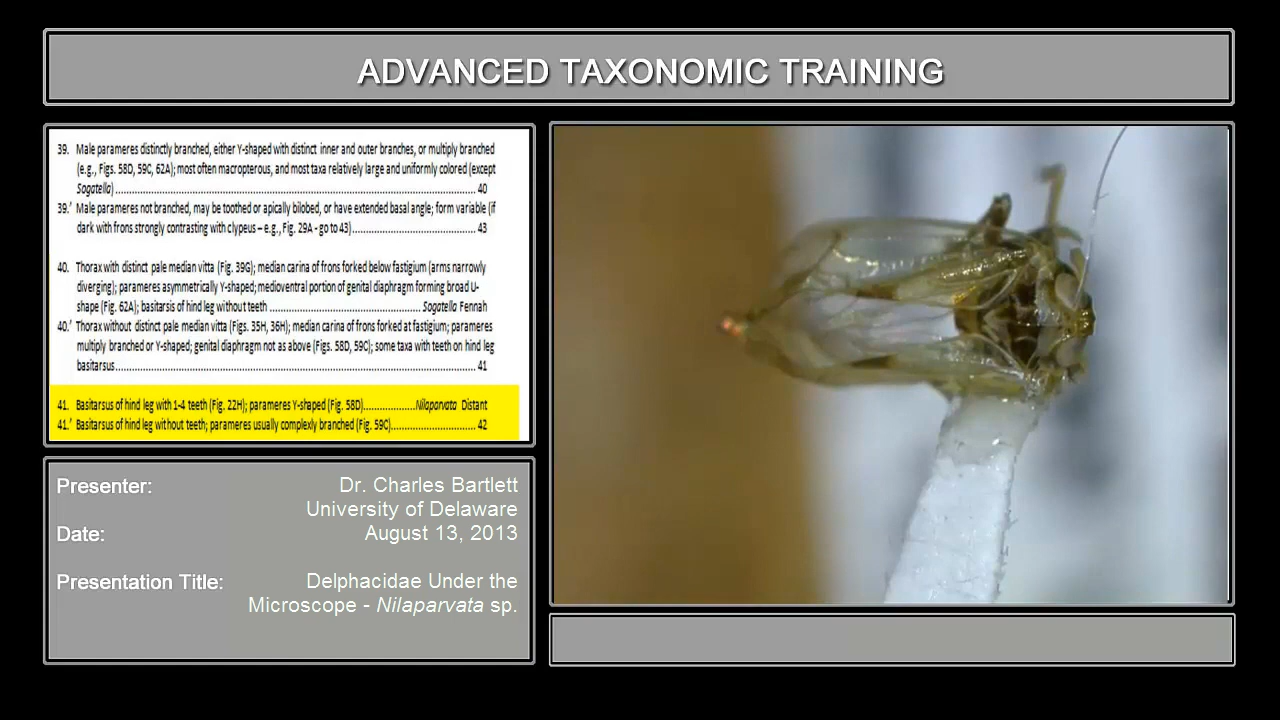 ADVANCED TAXONOMIC TRAINING
39. Male parameres distinctly branched, either Y-shaped with distinct inner and outer branches, or multiply branched
(e.g., Figs. 58D, 59C, 62A); most often macropterous, and most taxa relatively large and uniformly colored (except
Sogatella) ........................................................................................................................ 40
39.' Male parameres not branched, may be toothed or apically bilobed, or have extended basal angle; form variable (if
dark with frons strongly contrasting with clypeus – e.g., Fig. 29A - go to 43)......................................... 43
40. Thorax with distinct pale median vitta (Fig. 39G); median carina of frons forked below fastigium (arms narrowly
diverging); parameres asymmetrically Y-shaped; medioventral portion of genital diaphragm forming broad U-
shape (Fig. 62A); basitarsis of hind leg without teeth .................................................... Sogatella Fennah
40.' Thorax without distinct pale median vitta (Figs. 35H, 36H); median carina of frons forked at fastigium; parameres
multiply branched or Y-shaped; genital diaphragm not as above (Figs. 58D, 59C); some taxa with teeth on hind leg
basitarsus........................................................................................................................ 41
41. Basitarsus of hind leg with 1-4 teeth (Fig. 22H); parameres Y-shaped (Fig. 58D)..................Nilaparvata Distant
41.' Basitarsus of hind leg without teeth; parameres usually complexly branched (Fig. 59C)............................. 42
Presenter: Dr. Charles Bartlett
University of Delaware
Date: August 13, 2013
Presentation Title: Delphacidae Under the
Microscope - Nilaparvata sp.